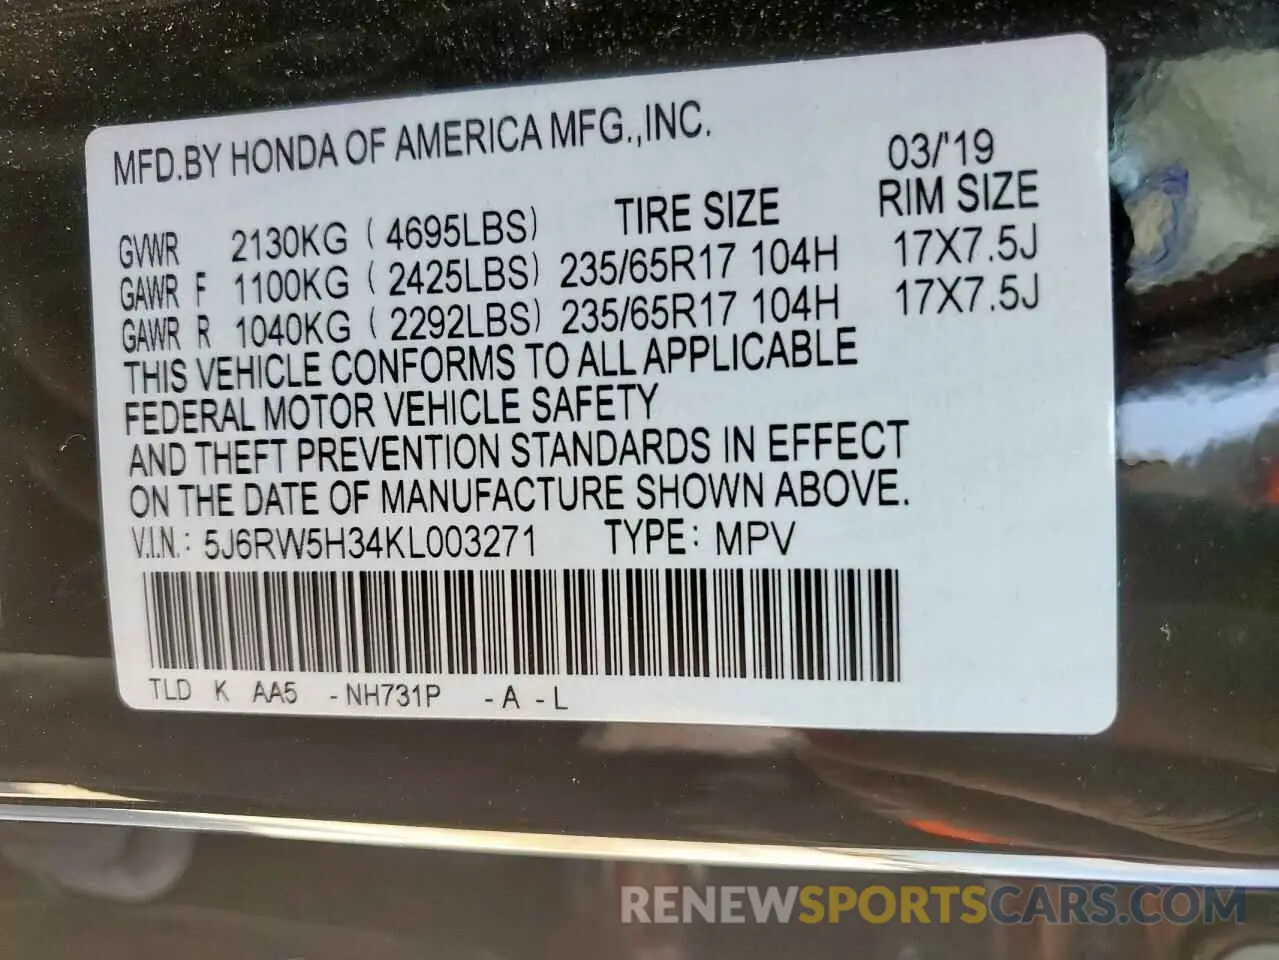 MFD.BY HONDA OF AMERICA MFG.,INC.
03/'19
TIRE SIZE RIM SIZE
GVWR 2130KG ( 4695LBS)
GAWR F 1100KG ( 2425LBS) 235/65R17 104H 17X7.5J
GAWR R 1040KG ( 2292LBS) 235/65R17 104H 17X7.5J
THIS VEHICLE CONFORMS TO ALL APPLICABLE
FEDERAL MOTOR VEHICLE SAFETY
AND THEFT PREVENTION STANDARDS IN EFFECT
ON THE DATE OF MANUFACTURE SHOWN ABOVE.
V.I.N.: 5J6RW5H34KL003271 TYPE: MPV
TLD K AA5 -NH731P -A -L
RENEWSPORTSCARS.COM